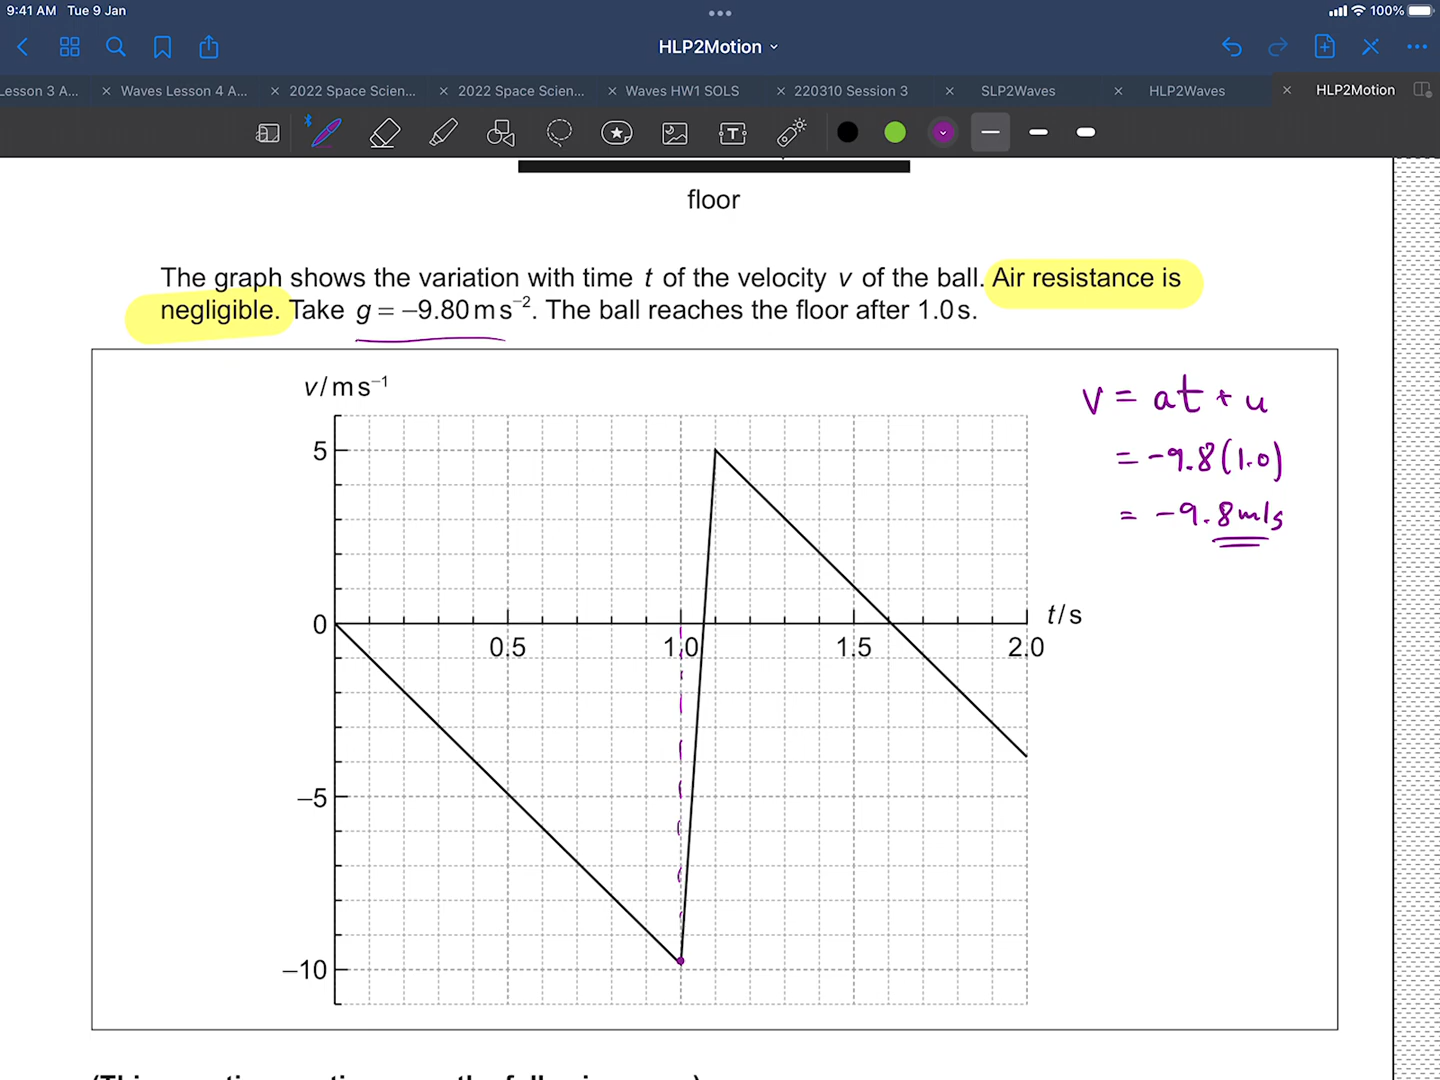 9:41 AM Tue 9 Jan
100%
HLP2Motion
Lesson 3 A...
Waves Lesson 4 A...
2022 Space Scien...
2022 Space Scien...
Waves HW1 SOLS
220310 Session 3
SLP2Waves
HLP2Waves
HLP2Motion
floor
The graph shows the variation with time t of the velocity v of the ball. Air resistance is
negligible. Take g = −9.80 m s⁻². The ball reaches the floor after 1.0 s.
v / m s⁻¹
5
0
−5
−10
0.5
1.0
1.5
2.0
t / s
v = at + u
= -9.8(1.0)
= -9.8m/s